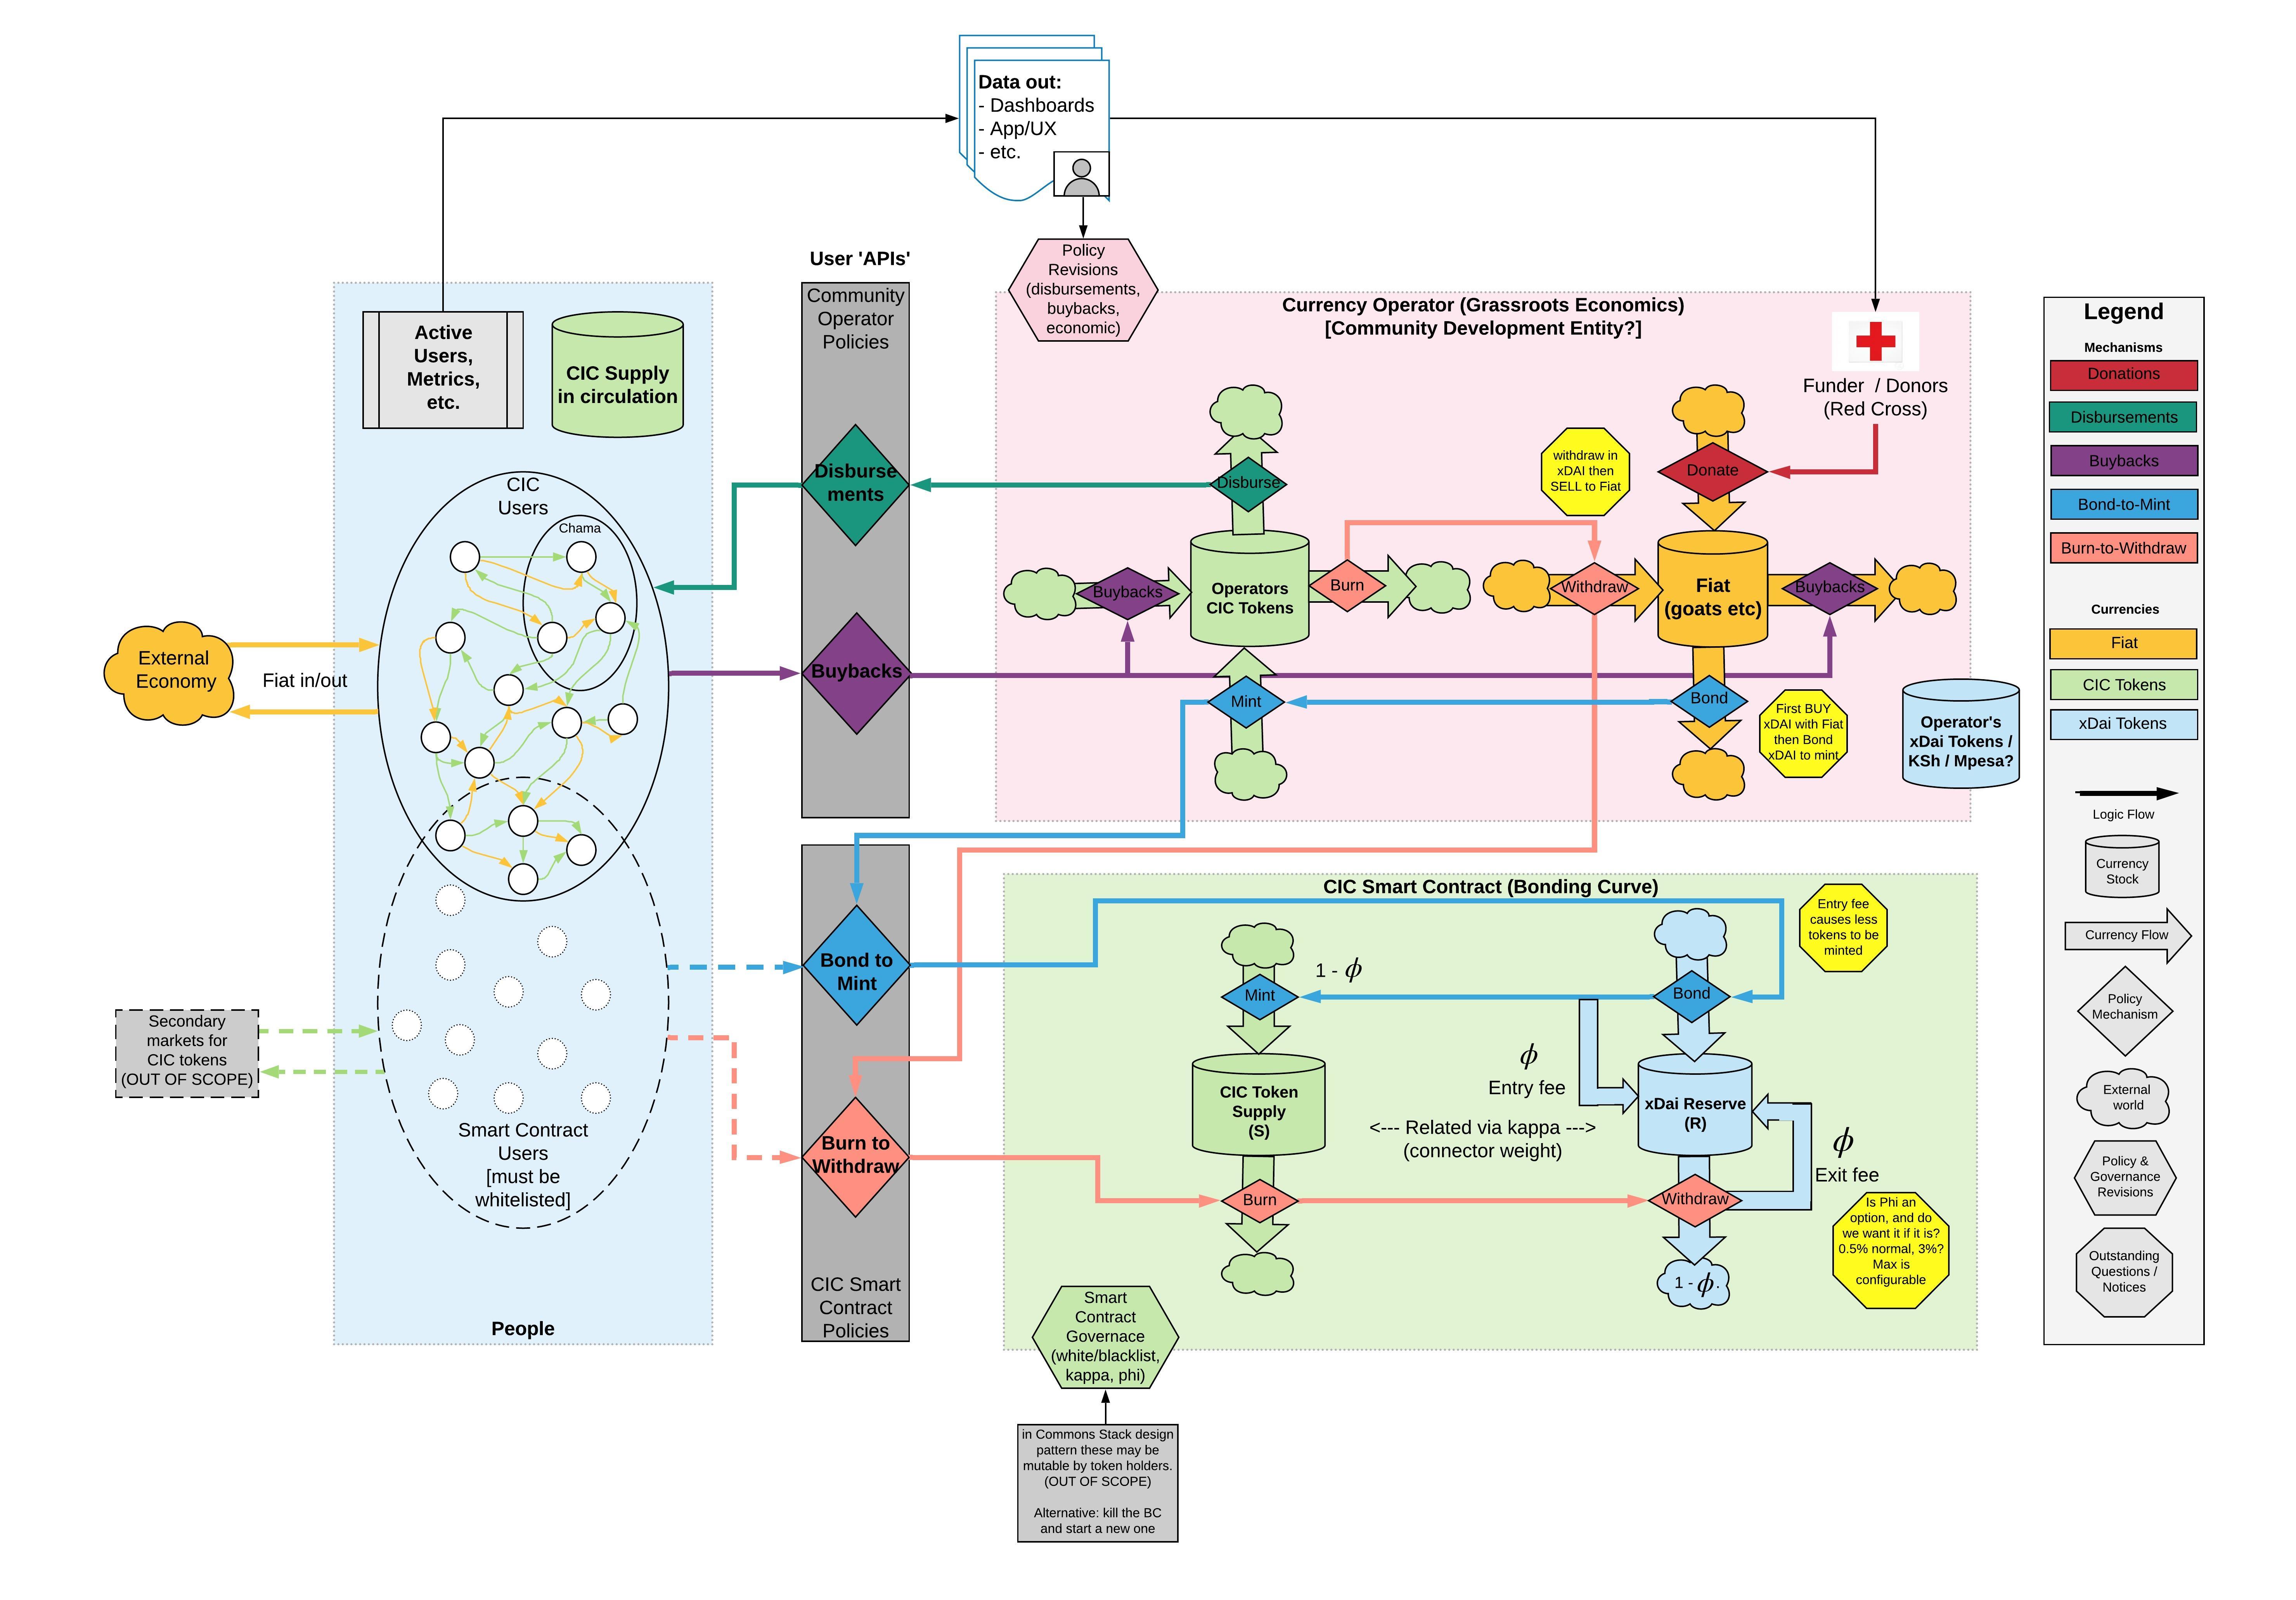 Data out:
- Dashboards
- App/UX
- etc.
Policy
Revisions
(disbursements,
buybacks,
economic)
User 'APIs'
Community
Operator
Policies
Disburse
ments
Buybacks
Active
Users,
Metrics,
etc.
CIC Supply
in circulation
CIC
Users
Chama
External
Economy
Fiat in/out
Secondary
markets for
CIC tokens
(OUT OF SCOPE)
Smart Contract
Users
[must be
whitelisted]
People
Bond to
Mint
Burn to
Withdraw
CIC Smart
Contract
Policies
Currency Operator (Grassroots Economics)
[Community Development Entity?]
Funder / Donors
(Red Cross)
Disburse
withdraw in
xDAI then
SELL to Fiat
Donate
Buybacks
Operators
CIC Tokens
Burn
Withdraw
Fiat
(goats etc)
Buybacks
Mint
Bond
First BUY
xDAI with Fiat
then Bond
xDAI to mint
Operator's
xDai Tokens /
KSh / Mpesa?
CIC Smart Contract (Bonding Curve)
Entry fee
causes less
tokens to be
minted
Mint
1 - ϕ
Bond
ϕ
Entry fee
CIC Token
Supply
(S)
<--- Related via kappa --->
(connector weight)
xDai Reserve
(R)
ϕ
Exit fee
Burn
Withdraw
1 - ϕ.
Is Phi an
option, and do
we want it if it is?
0.5% normal, 3%?
Max is
configurable
Smart
Contract
Governace
(white/blacklist,
kappa, phi)
in Commons Stack design
pattern these may be
mutable by token holders.
(OUT OF SCOPE)
Alternative: kill the BC
and start a new one
Legend
Mechanisms
Donations
Disbursements
Buybacks
Bond-to-Mint
Burn-to-Withdraw
Currencies
Fiat
CIC Tokens
xDai Tokens
Logic Flow
Currency
Stock
Currency Flow
Policy
Mechanism
External
world
Policy &
Governance
Revisions
Outstanding
Questions /
Notices